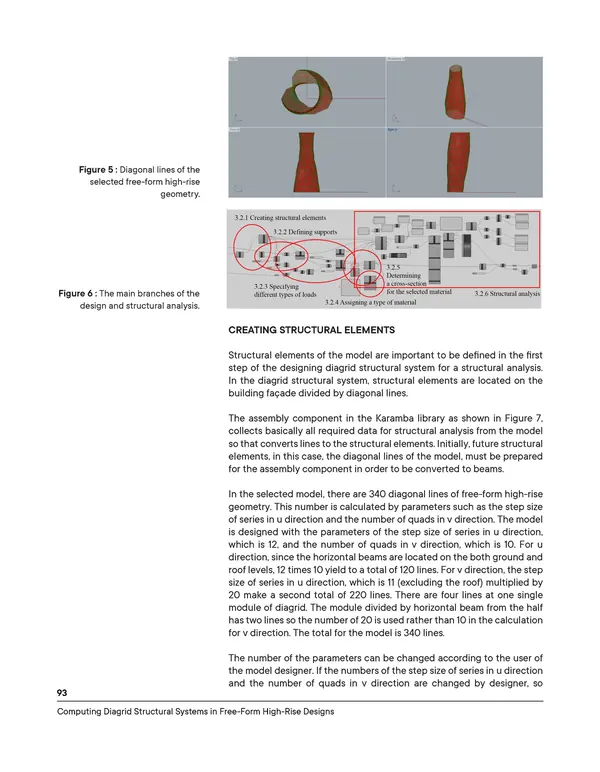 Figure 5 : Diagonal lines of the
selected free-form high-rise
geometry.
3.2.1 Creating structural elements
3.2.2 Defining supports
3.2.3 Specifying
different types of loads
3.2.4 Assigning a type of material
3.2.5
Determining
a cross-section
for the selected material
3.2.6 Structural analysis
Figure 6 : The main branches of the
design and structural analysis.
CREATING STRUCTURAL ELEMENTS
Structural elements of the model are important to be defined in the first
step of the designing diagrid structural system for a structural analysis.
In the diagrid structural system, structural elements are located on the
building façade divided by diagonal lines.
The assembly component in the Karamba library as shown in Figure 7,
collects basically all required data for structural analysis from the model
so that converts lines to the structural elements. Initially, future structural
elements, in this case, the diagonal lines of the model, must be prepared
for the assembly component in order to be converted to beams.
In the selected model, there are 340 diagonal lines of free-form high-rise
geometry. This number is calculated by parameters such as the step size
of series in u direction and the number of quads in v direction. The model
is designed with the parameters of the step size of series in u direction,
which is 12, and the number of quads in v direction, which is 10. For u
direction, since the horizontal beams are located on the both ground and
roof levels, 12 times 10 yield to a total of 120 lines. For v direction, the step
size of series in u direction, which is 11 (excluding the roof) multiplied by
20 make a second total of 220 lines. There are four lines at one single
module of diagrid. The module divided by horizontal beam from the half
has two lines so the number of 20 is used rather than 10 in the calculation
for v direction. The total for the model is 340 lines.
The number of the parameters can be changed according to the user of
the model designer. If the numbers of the step size of series in u direction
and the number of quads in v direction are changed by designer, so
93
Computing Diagrid Structural Systems in Free-Form High-Rise Designs